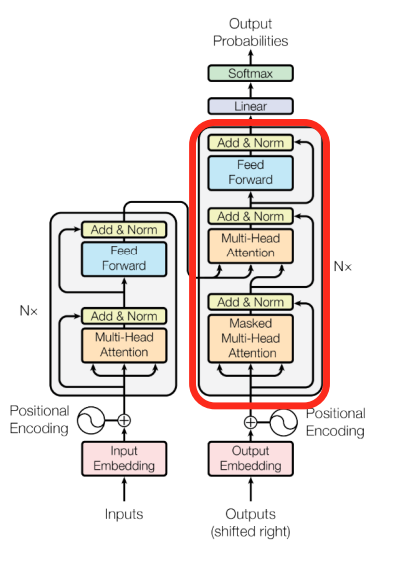 Output
Probabilities
Softmax
Linear
Add & Norm
Feed
Forward
Add & Norm
Multi-Head
Attention
Add & Norm
Masked
Multi-Head
Attention
Nx
Add & Norm
Feed
Forward
Add & Norm
Multi-Head
Attention
Nx
Positional
Encoding
Positional
Encoding
Input
Embedding
Output
Embedding
Inputs
Outputs
(shifted right)